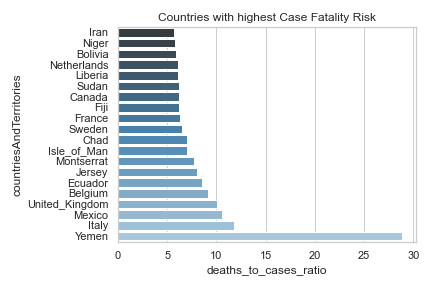 Countries with highest Case Fatality Risk
countriesAndTerritories
Iran
Niger
Bolivia
Netherlands
Liberia
Sudan
Canada
Fiji
France
Sweden
Chad
Isle_of_Man
Montserrat
Jersey
Ecuador
Belgium
United_Kingdom
Mexico
Italy
Yemen
0 5 10 15 20 25 30
deaths_to_cases_ratio